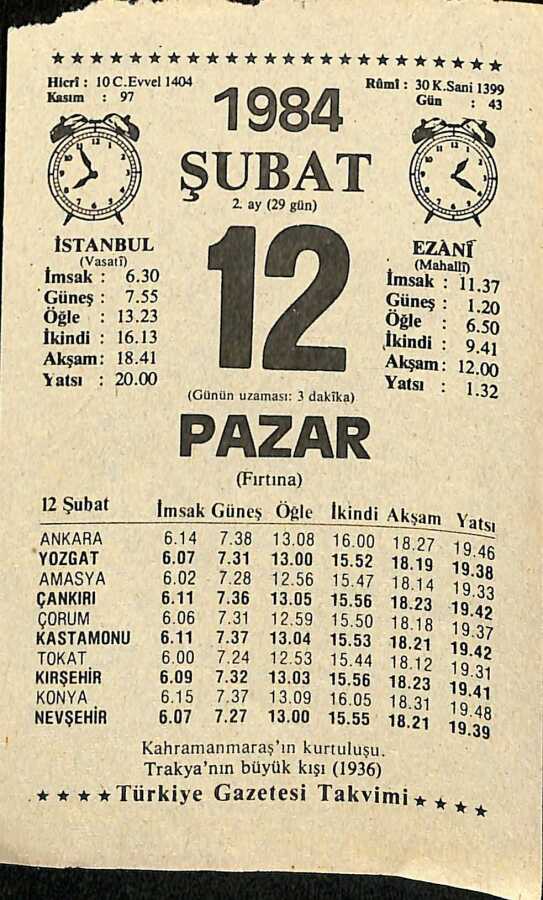 Hicrî : 10 C.Evvel 1404
Kasım : 97
1984
Rûmî : 30 K.Sani 1399
Gün : 43
ŞUBAT
2. ay (29 gün)
İSTANBUL
(Vasatî)
İmsak : 6.30
Güneş : 7.55
Öğle : 13.23
İkindi : 16.13
Akşam : 18.41
Yatsı : 20.00
12
EZÀNÎ
(Mahallî)
İmsak : 11.37
Güneş : 1.20
Öğle : 6.50
İkindi : 9.41
Akşam : 12.00
Yatsı : 1.32
(Günün uzaması: 3 dakîka)
PAZAR
(Fırtına)
12 Şubat İmsak Güneş Öğle İkindi Akşam Yatsı
ANKARA 6.14 7.38 13.08 16.00 18.27 19.46
YOZGAT 6.07 7.31 13.00 15.52 18.19 19.38
AMASYA 6.02 7.28 12.56 15.47 18.14 19.33
ÇANKIRI 6.11 7.36 13.05 15.56 18.23 19.42
ÇORUM 6.06 7.31 12.59 15.50 18.18 19.37
KASTAMONU 6.11 7.37 13.04 15.53 18.21 19.42
TOKAT 6.00 7.24 12.53 15.44 18.12 19.31
KIRŞEHİR 6.09 7.32 13.03 15.56 18.23 19.41
KONYA 6.15 7.37 13.09 16.05 18.31 19.48
NEVŞEHİR 6.07 7.27 13.00 15.55 18.21 19.39
Kahramanmaraş'ın kurtuluşu.
Trakya'nın büyük kışı (1936)
Türkiye Gazetesi Takvimi